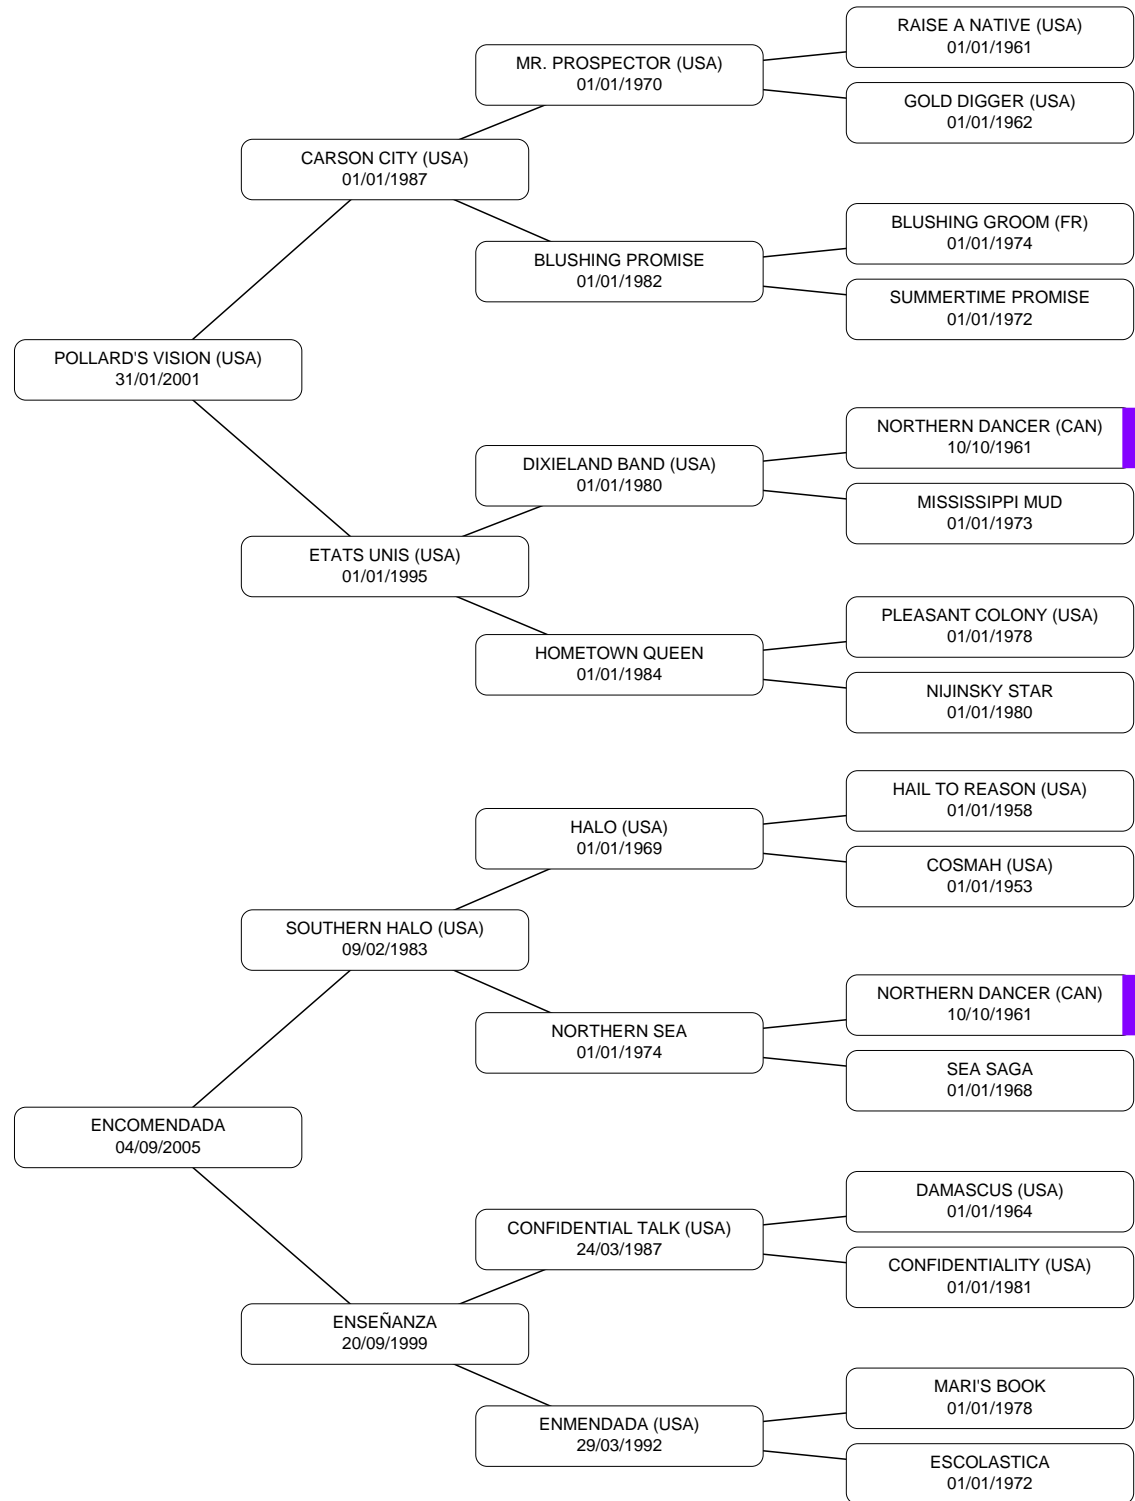 RAISE A NATIVE (USA)
01/01/1961
MR. PROSPECTOR (USA)
01/01/1970
GOLD DIGGER (USA)
01/01/1962
CARSON CITY (USA)
01/01/1987
BLUSHING GROOM (FR)
01/01/1974
BLUSHING PROMISE
01/01/1982
SUMMERTIME PROMISE
01/01/1972
POLLARD'S VISION (USA)
31/01/2001
NORTHERN DANCER (CAN)
10/10/1961
DIXIELAND BAND (USA)
01/01/1980
MISSISSIPPI MUD
01/01/1973
ETATS UNIS (USA)
01/01/1995
PLEASANT COLONY (USA)
01/01/1978
HOMETOWN QUEEN
01/01/1984
NIJINSKY STAR
01/01/1980
HAIL TO REASON (USA)
01/01/1958
HALO (USA)
01/01/1969
COSMAH (USA)
01/01/1953
SOUTHERN HALO (USA)
09/02/1983
NORTHERN DANCER (CAN)
10/10/1961
NORTHERN SEA
01/01/1974
SEA SAGA
01/01/1968
ENCOMENDADA
04/09/2005
DAMASCUS (USA)
01/01/1964
CONFIDENTIAL TALK (USA)
24/03/1987
CONFIDENTIALITY (USA)
01/01/1981
ENSEÑANZA
20/09/1999
MARI'S BOOK
01/01/1978
ENMENDADA (USA)
29/03/1992
ESCOLASTICA
01/01/1972